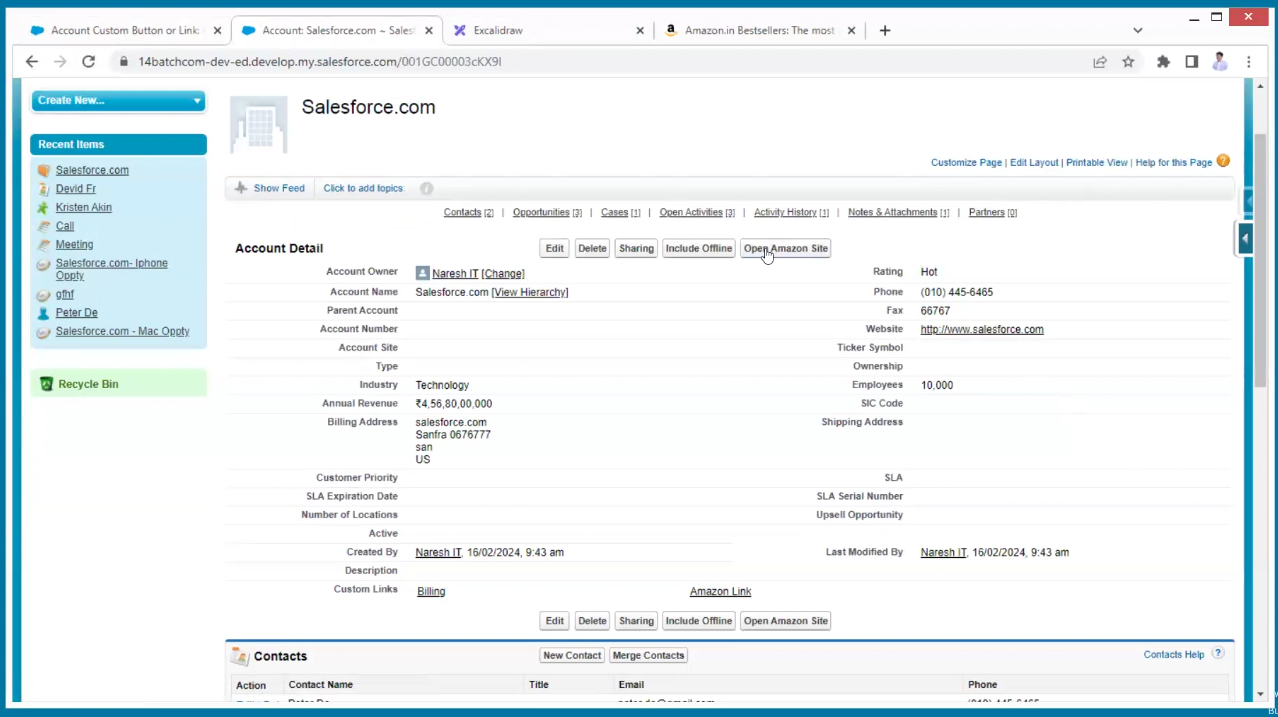 Account Custom Button or Link:
Account: Salesforce.com ~ Sales
Excalidraw
Amazon.in Bestsellers: The most
14batchcom-dev-ed.develop.my.salesforce.com/001GC00003cKX9I
Create New...
Salesforce.com
Customize Page | Edit Layout | Printable View | Help for this Page
Recent Items
Salesforce.com
Devid Fr
Kristen Akin
Call
Meeting
Salesforce.com- Iphone
Oppty
gfhf
Peter De
Salesforce.com - Mac Oppty
Recycle Bin
Show Feed Click to add topics
Contacts [2] | Opportunities [3] | Cases [1] | Open Activities [3] | Activity History [1] | Notes & Attachments [1] | Partners [0]
Account Detail Edit Delete Sharing Include Offline Open Amazon Site
Account Owner Naresh IT [Change] Rating Hot
Account Name Salesforce.com [View Hierarchy] Phone (010) 445-6465
Parent Account Fax 66767
Account Number Website http://www.salesforce.com
Account Site Ticker Symbol
Type Ownership
Industry Technology Employees 10,000
Annual Revenue ₹4,56,80,00,000 SIC Code
Billing Address salesforce.com Shipping Address
Sanfra 0676777
san
US
Customer Priority SLA
SLA Expiration Date SLA Serial Number
Number of Locations Upsell Opportunity
Active
Created By Naresh IT, 16/02/2024, 9:43 am Last Modified By Naresh IT, 16/02/2024, 9:43 am
Description
Custom Links Billing Amazon Link
Edit Delete Sharing Include Offline Open Amazon Site
Contacts New Contact Merge Contacts Contacts Help ?
Action Contact Name Title Email Phone